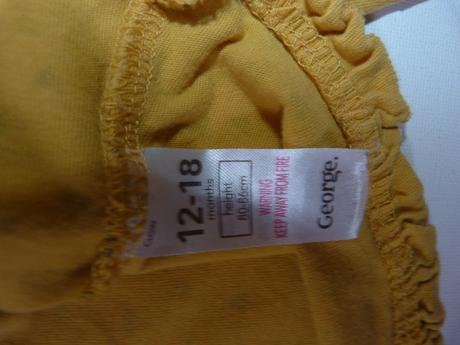 George.
WARNING
KEEP AWAY FROM FIRE
height
80-86cm
12-18
months